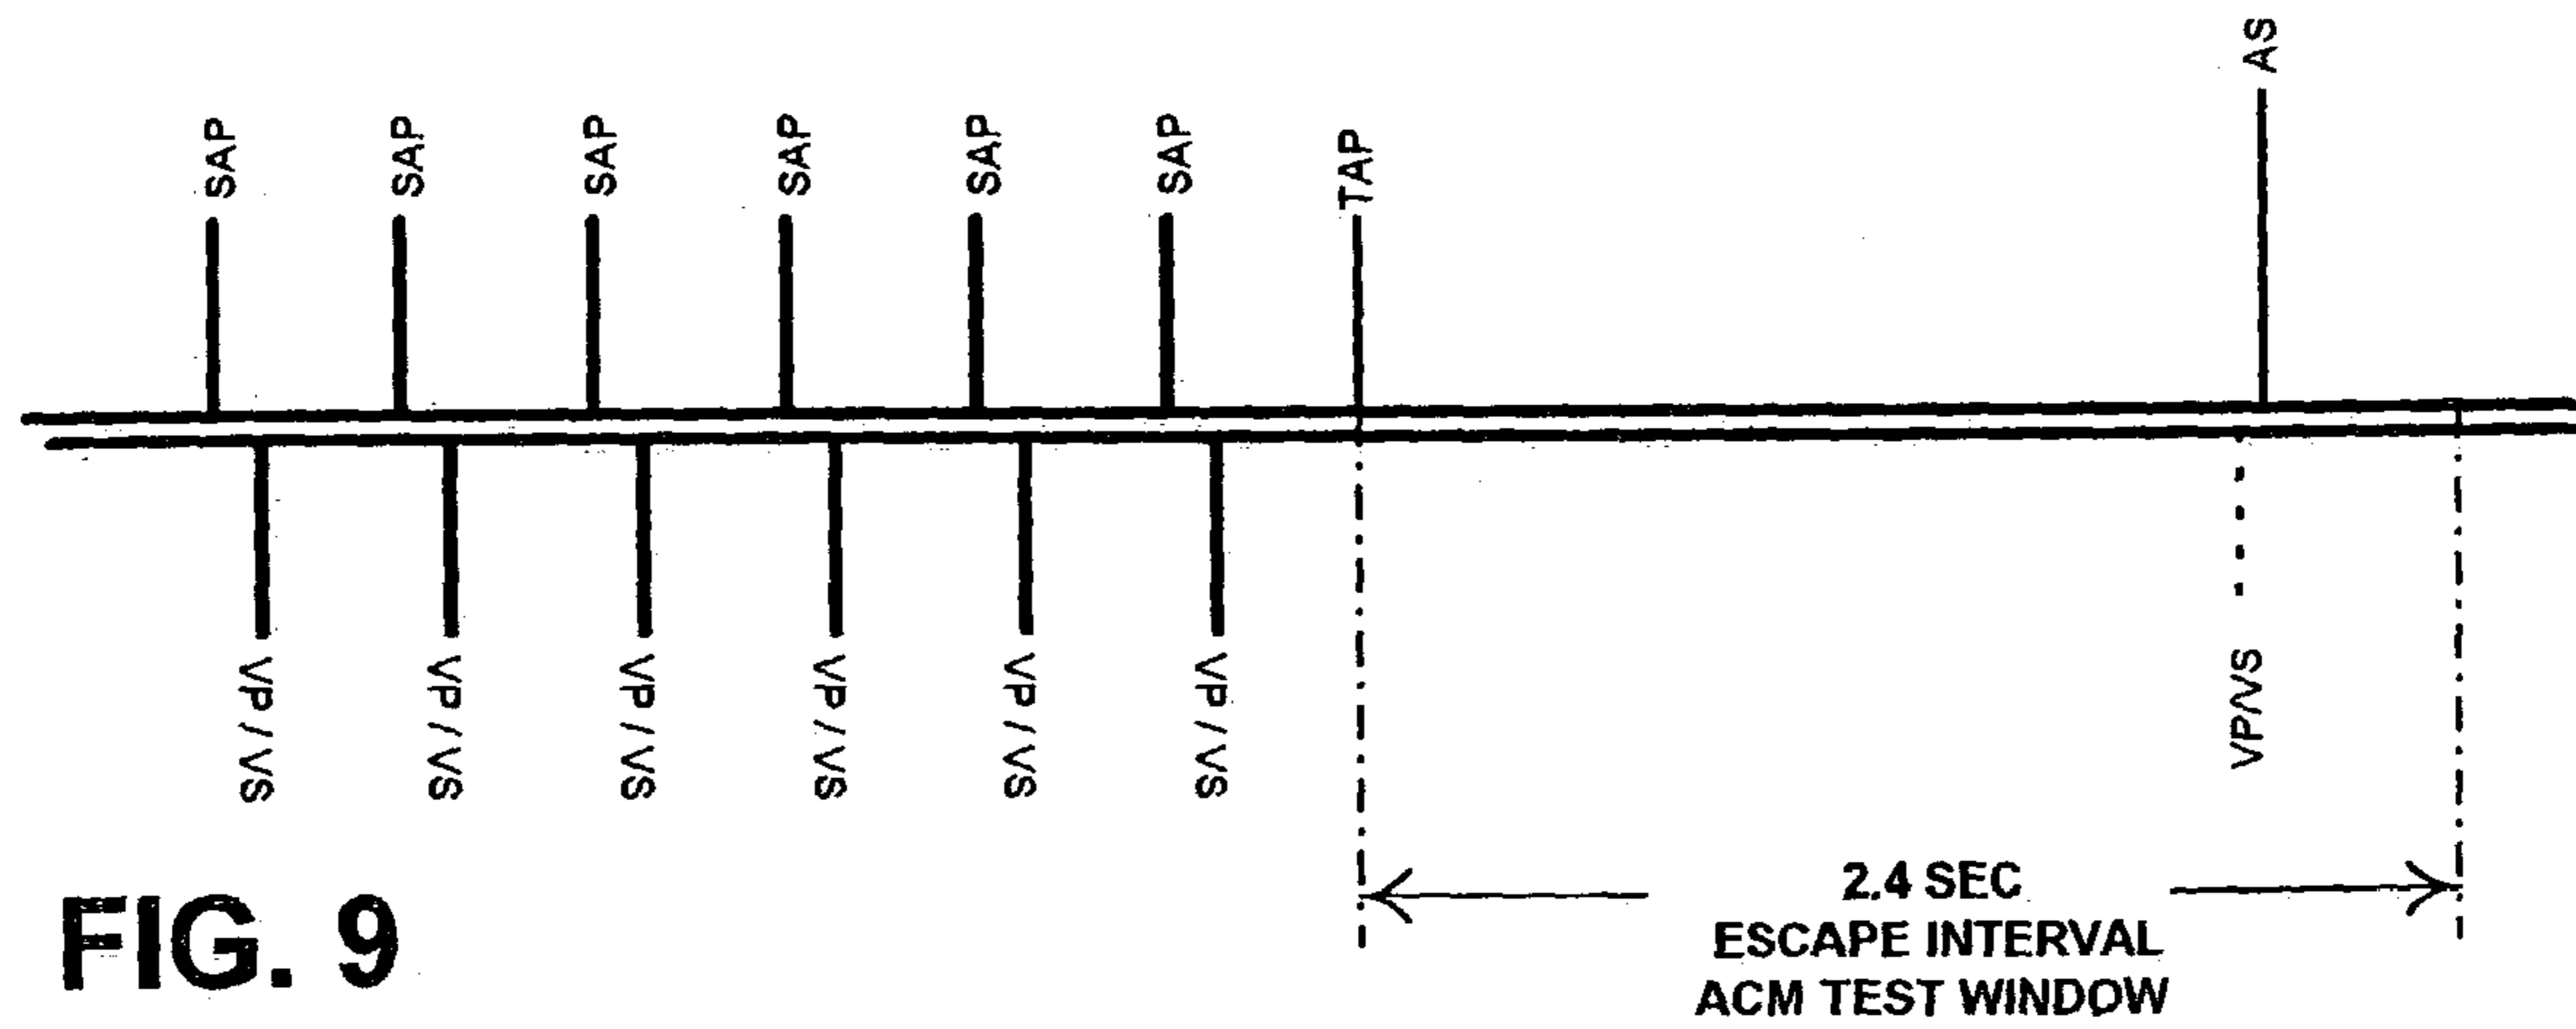 SAP
SAP
SAP
SAP
SAP
SAP
TAP
AS
VP / VS
VP / VS
VP / VS
VP / VS
VP / VS
VP / VS
VP/VS
2.4 SEC
ESCAPE INTERVAL
ACM TEST WINDOW
FIG. 9